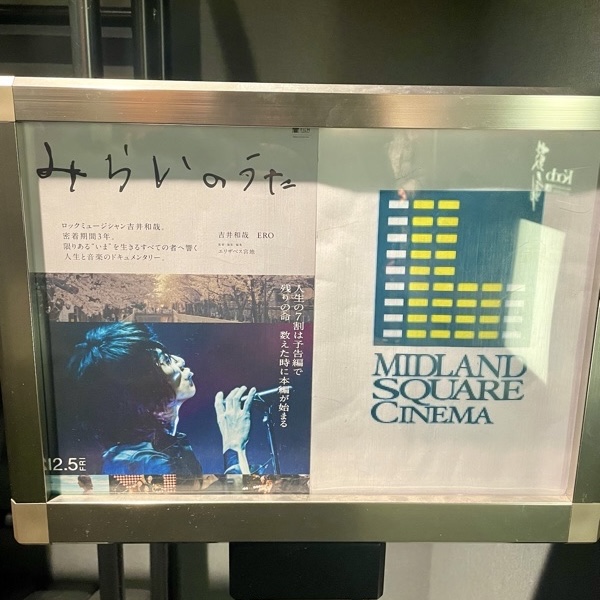 みらいのうた
ロックミュージシャン吉井和哉。
密着期間3年。
限りある“いま”を生きるすべての者へ響く
人生と音楽のドキュメンタリー。
吉井和哉 ERO
エリザベス宮地
人生の7割は予告編で
残りの命 数えた時に本編が始まる
12.5 FRI
MIDLAND
SQUARE
CINEMA